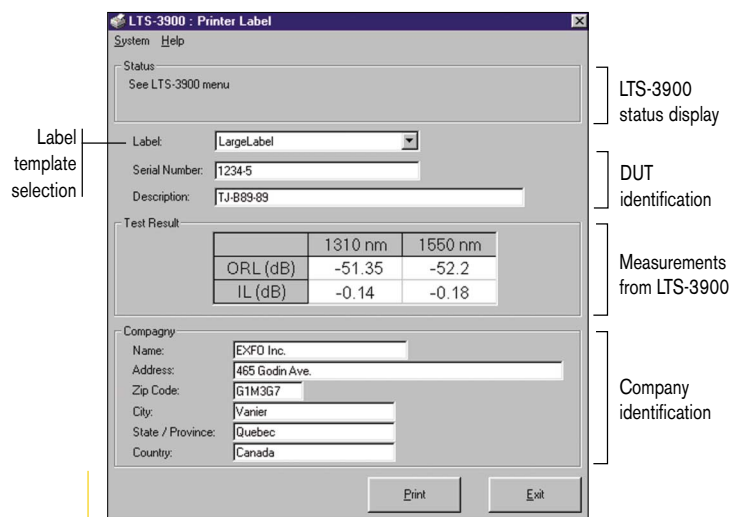 LTS-3900 : Printer Label
System Help
Status
See LTS-3900 menu
LTS-3900
status display
Label
template
selection
Label: LargeLabel
Serial Number: 1234-5
Description: TJ-B89-89
DUT
identification
Test Result
1310 nm 1550 nm
ORL (dB) -51.35 -52.2
IL (dB) -0.14 -0.18
Measurements
from LTS-3900
Compagny
Name: EXFO Inc.
Address: 465 Godin Ave.
Zip Code: G1M3G7
City: Vanier
State / Province: Quebec
Country: Canada
Company
identification
Print Exit